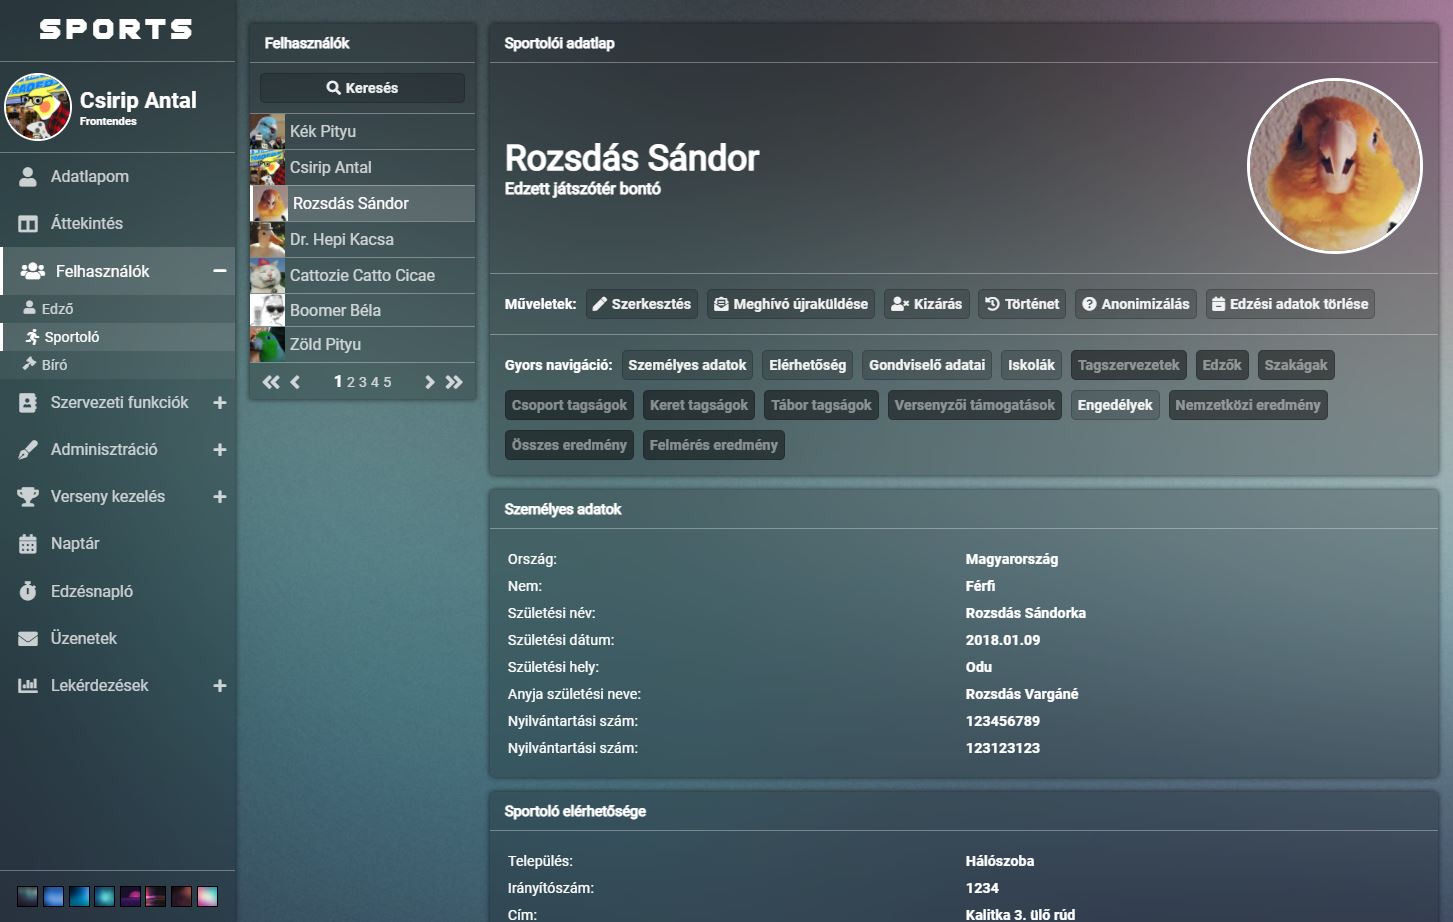 SPORTS
Csirip Antal
Frontendes
Adatlapom
Áttekintés
Felhasználók
Edző
Sportoló
Bíró
Szervezeti funkciók
Adminisztráció
Verseny kezelés
Naptár
Edzésnapló
Üzenetek
Lekérdezések
Felhasználók
Keresés
Kék Pityu
Csirip Antal
Rozsdás Sándor
Dr. Hepi Kacsa
Cattozie Catto Cicae
Boomer Béla
Zöld Pityu
1 2 3 4 5
Sportolói adatlap
Rozsdás Sándor
Edzett játszótér bontó
Műveletek: Szerkesztés Meghívó újraküldése Kizárás Történet Anonimizálás Edzési adatok törlése
Gyors navigáció: Személyes adatok Elérhetőség Gondviselő adatai Iskolák Tagszervezetek Edzők Szakágak
Csoport tagságok Keret tagságok Tábor tagságok Versenyzői támogatások Engedélyek Nemzetközi eredmény
Összes eredmény Felmérés eredmény
Személyes adatok
Ország: Magyarország
Nem: Férfi
Születési név: Rozsdás Sándorka
Születési dátum: 2018.01.09
Születési hely: Odu
Anyja születési neve: Rozsdás Vargáné
Nyilvántartási szám: 123456789
Nyilvántartási szám: 123123123
Sportoló elérhetősége
Település: Hálószoba
Irányítószám: 1234
Cím: Kalitka 3. ülő rúd